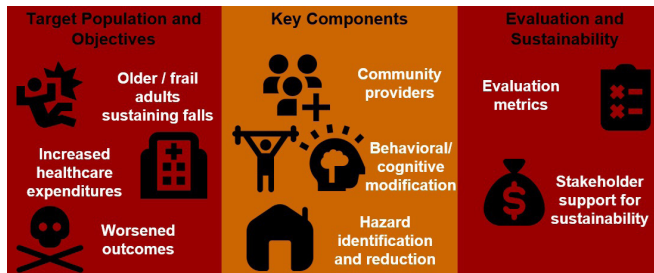 Target Population and
Objectives
Older / frail
adults
sustaining falls
Increased
healthcare
expenditures
Worsened
outcomes
Key Components
Community
providers
Behavioral/
cognitive
modification
Hazard
identification
and reduction
Evaluation and
Sustainability
Evaluation
metrics
$
Stakeholder
support for
sustainability